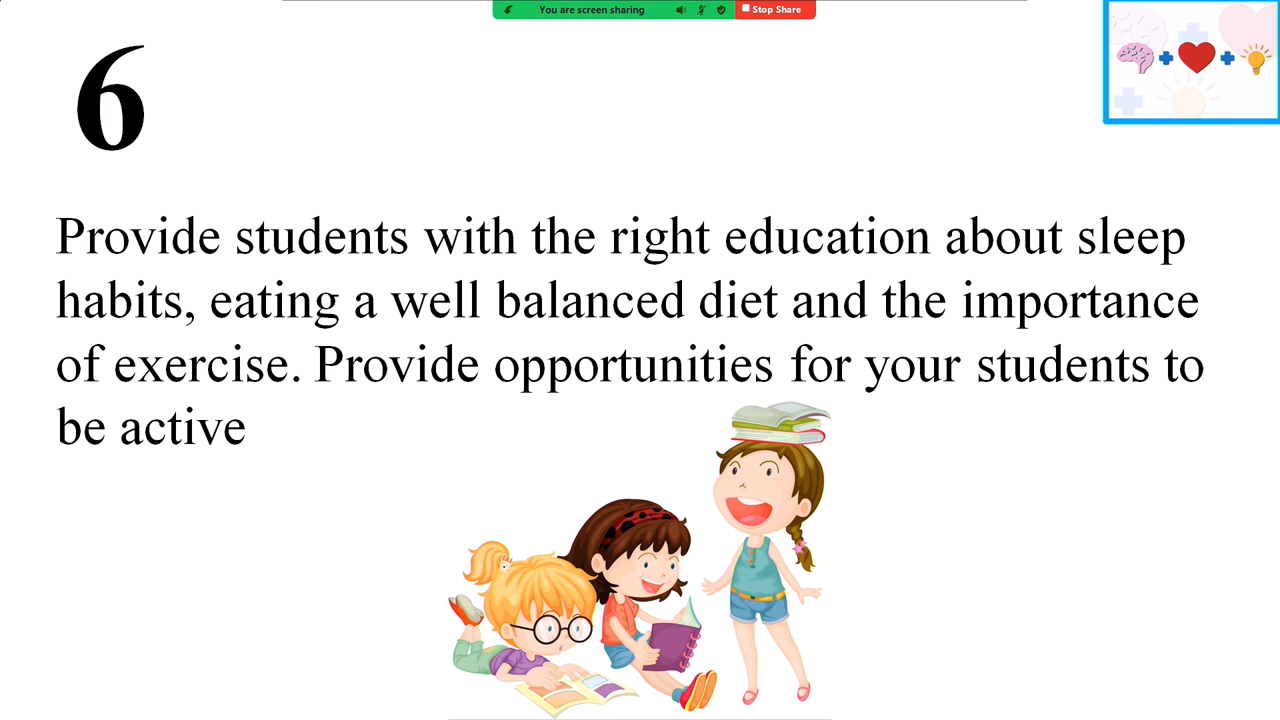 You are screen sharing
Stop Share
6
Provide students with the right education about sleep
habits, eating a well balanced diet and the importance
of exercise. Provide opportunities for your students to
be active